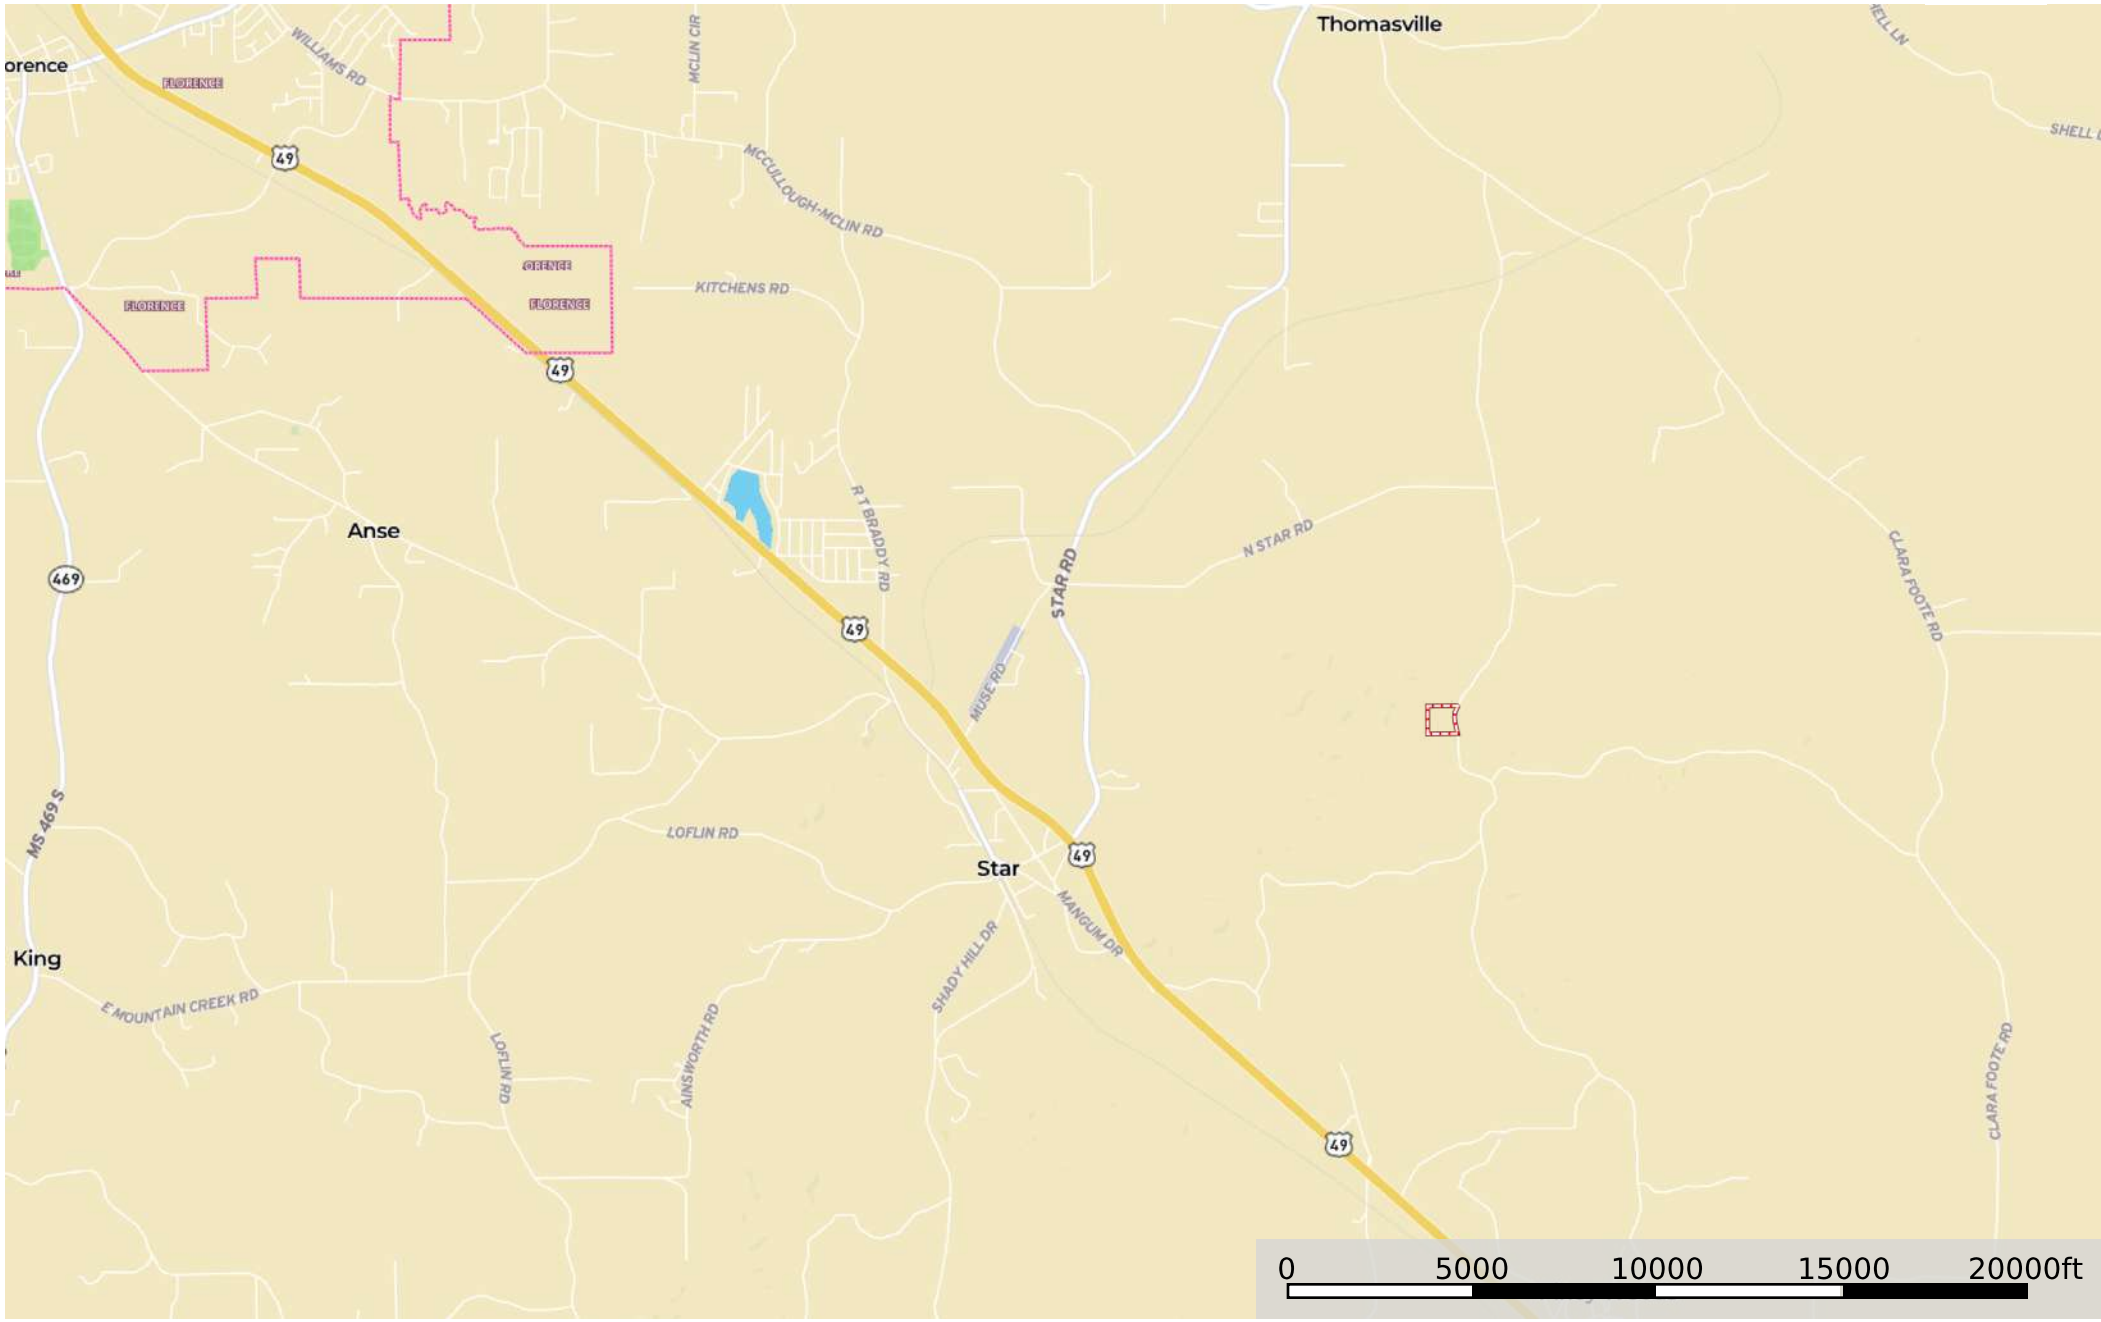 Thomasville
HELL LN
WILLIAMS RD
MCLIN CIR
orence
FLORENCE
SHELL L
49
MCCULLOUGH-MCLIN RD
ORENCE
KITCHENS RD
FLORENCE
FLORENCE
49
R T BRADDY RD
Anse
N STAR RD
CLARA FOOTE RD
469
STAR RD
49
MUSE RD
MS 469 S
LOFLIN RD
49
Star
MANGUM DR
SHADY HILL DR
King
E MOUNTAIN CREEK RD
AINSWORTH RD
LOFLIN RD
CLARA FOOTE RD
49
0 5000 10000 15000 20000ft